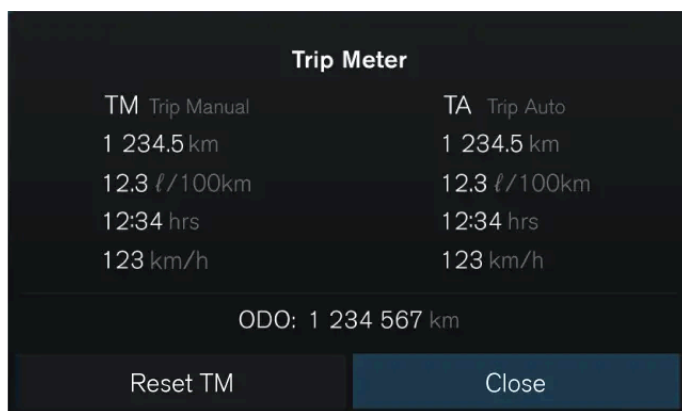 Trip Meter
TM Trip Manual
1 234.5 km
12.3 ℓ/100km
12:34 hrs
123 km/h
TA Trip Auto
1 234.5 km
12.3 ℓ/100km
12:34 hrs
123 km/h
ODO: 1 234 567 km
Reset TM
Close